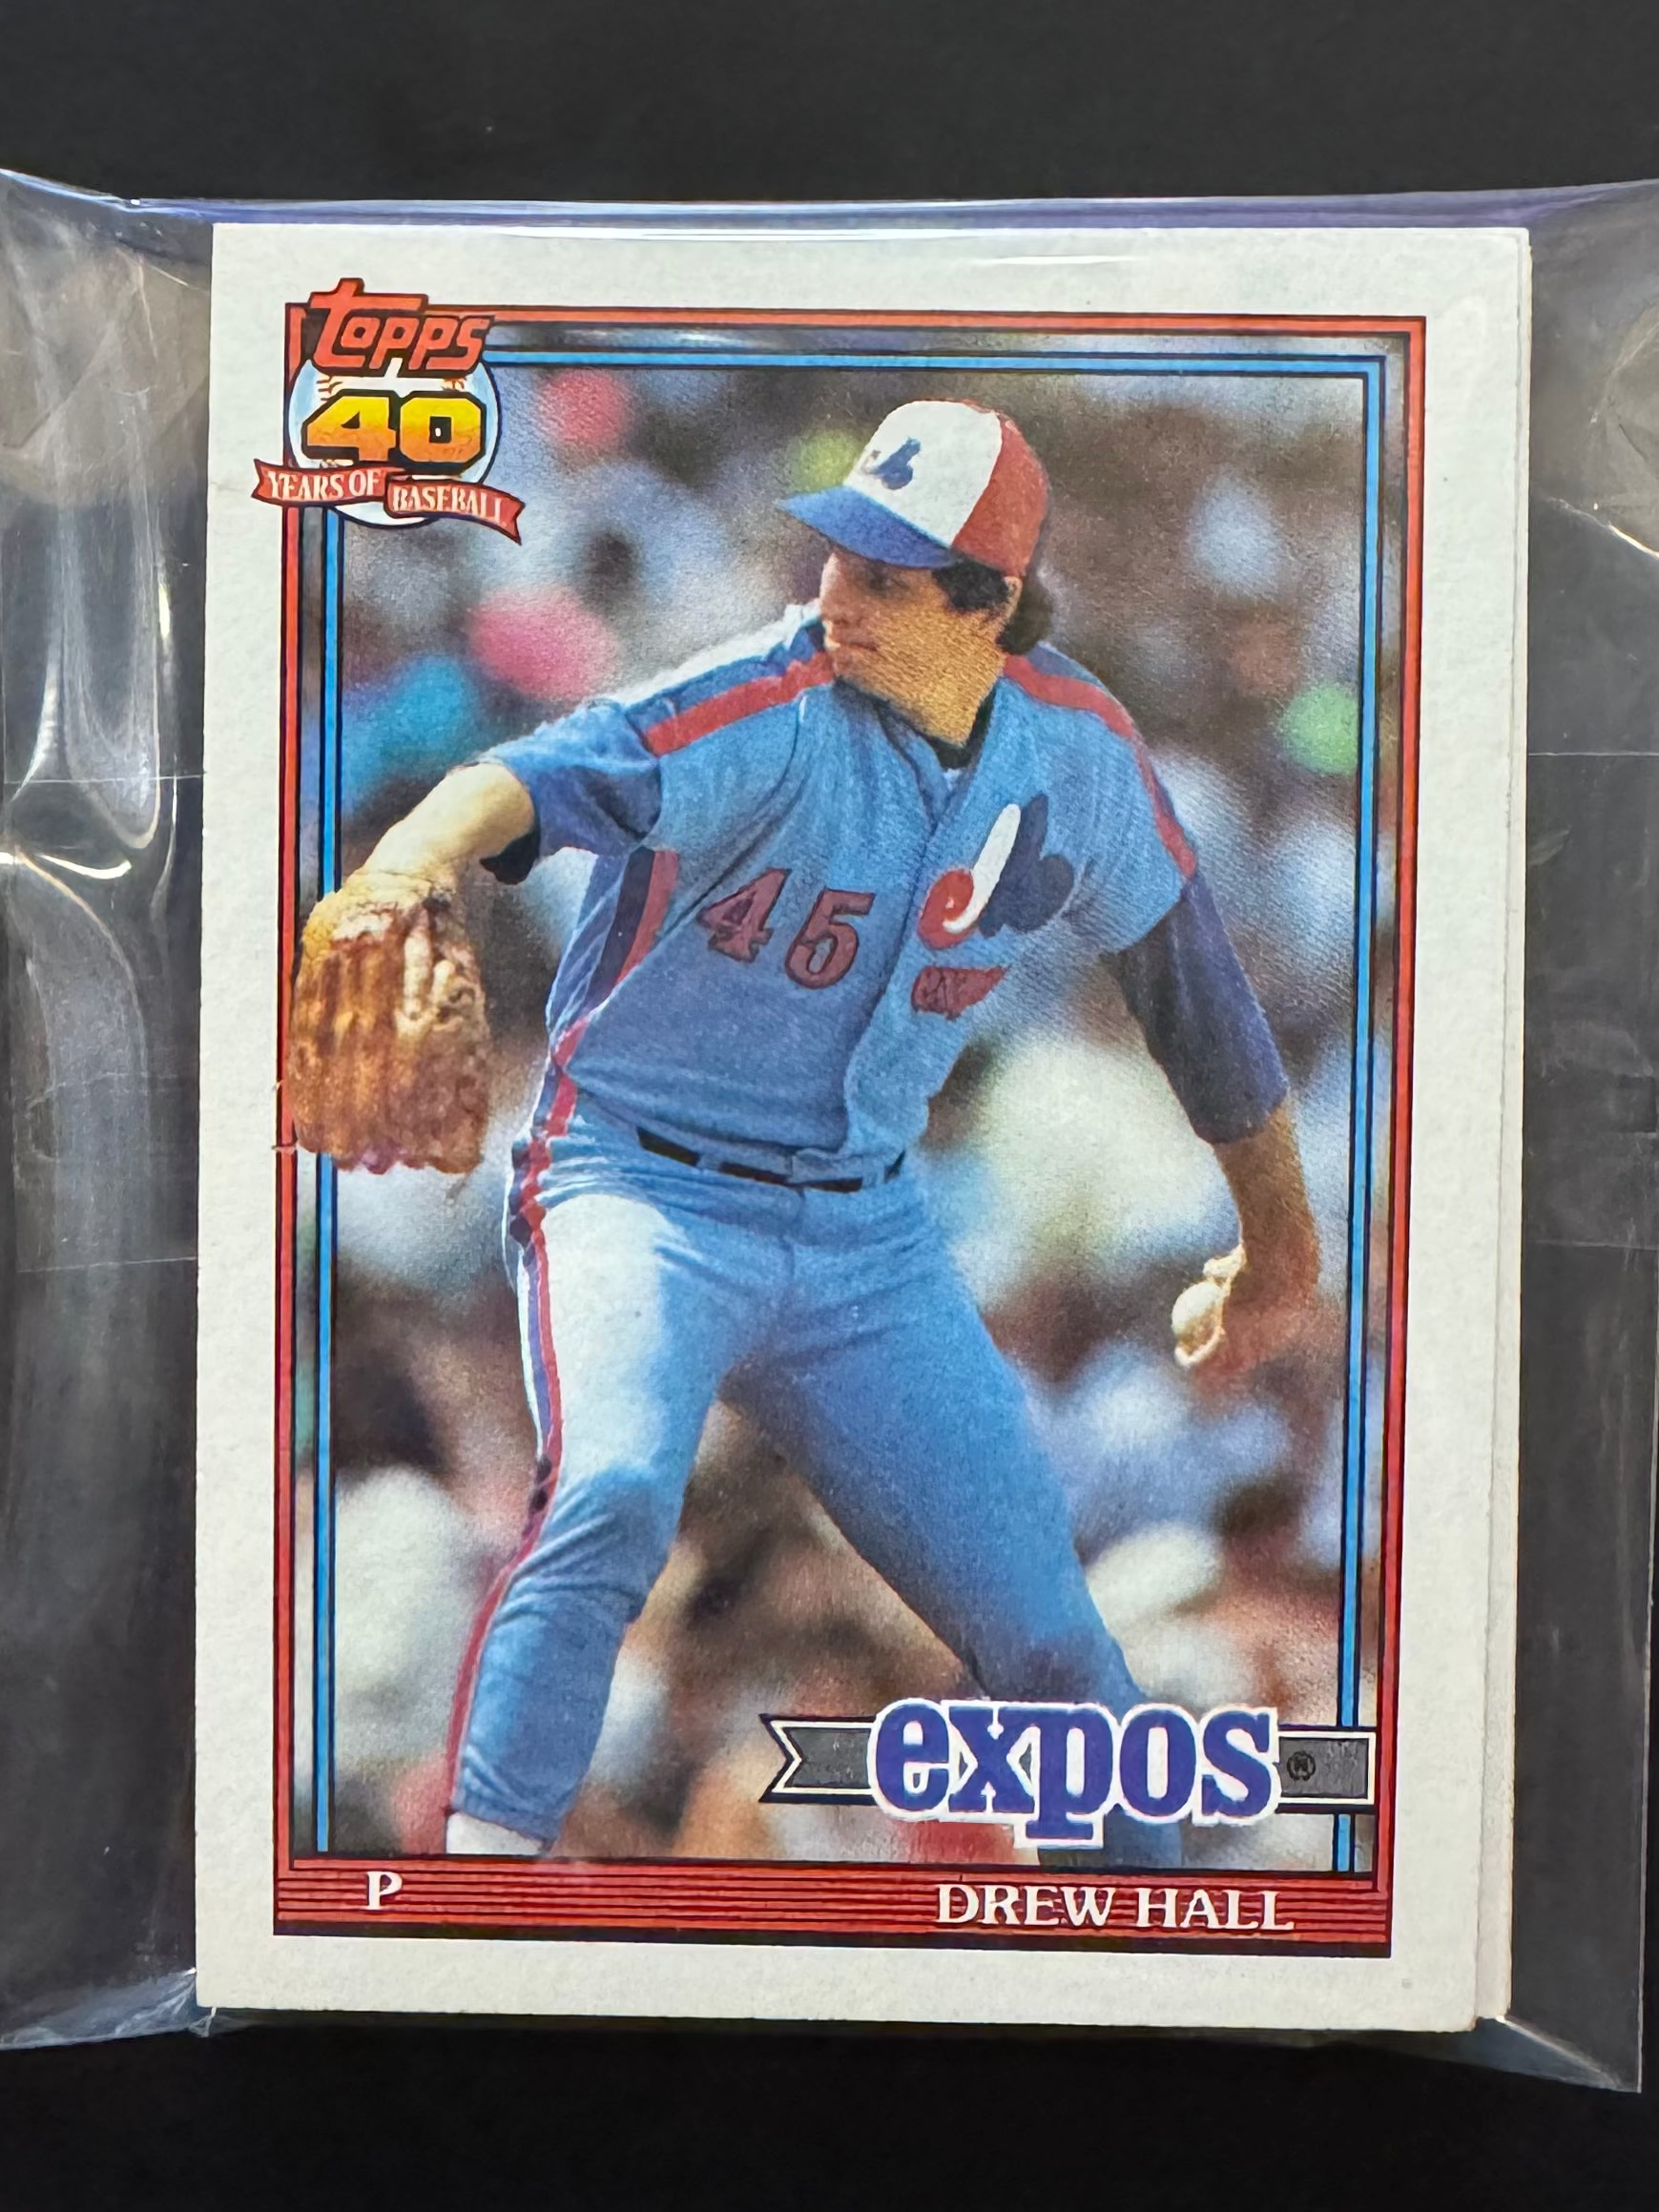 topps
40
YEARS OF BASEBALL
45
expos ®
P
DREW HALL